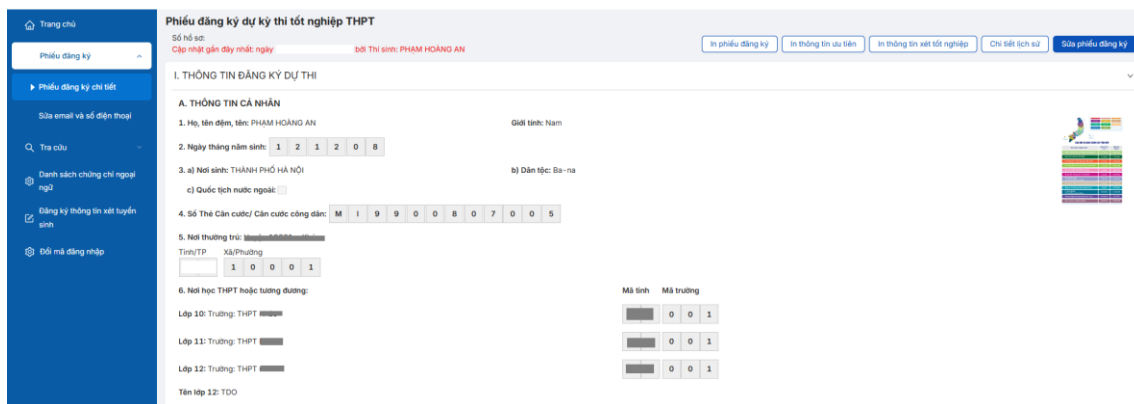 Trang chủ
Phiếu đăng ký
Phiếu đăng ký chi tiết
Sửa email và số điện thoại
Tra cứu
Danh sách chứng chỉ ngoại
ngữ
Đăng ký thông tin xét tuyển
sinh
Đổi mã đăng nhập
Phiếu đăng ký dự kỳ thi tốt nghiệp THPT
Số hồ sơ:
Cập nhật gần đây nhất: ngày bởi Thí sinh: PHẠM HOÀNG AN
In phiếu đăng ký In thông tin ưu tiên In thông tin xét tốt nghiệp Chi tiết lịch sử Sửa phiếu đăng ký
I. THÔNG TIN ĐĂNG KÝ DỰ THI
A. THÔNG TIN CÁ NHÂN
1. Họ, tên đệm, tên: PHẠM HOÀNG AN Giới tính: Nam
2. Ngày tháng năm sinh: 1 2 1 2 0 8
3. a) Nơi sinh: THÀNH PHỐ HÀ NỘI b) Dân tộc: Ba-na
c) Quốc tịch nước ngoài:
4. Số Thẻ Căn cước/ Căn cước công dân: M I 9 9 0 0 8 0 7 0 0 5
5. Nơi thường trú:
Tỉnh/TP Xã/Phường
1 0 0 0 1
6. Nơi học THPT hoặc tương đương: Mã tỉnh Mã trường
Lớp 10: Trường: THPT 0 0 1
Lớp 11: Trường: THPT 0 0 1
Lớp 12: Trường: THPT 0 0 1
Tên lớp 12: TDO